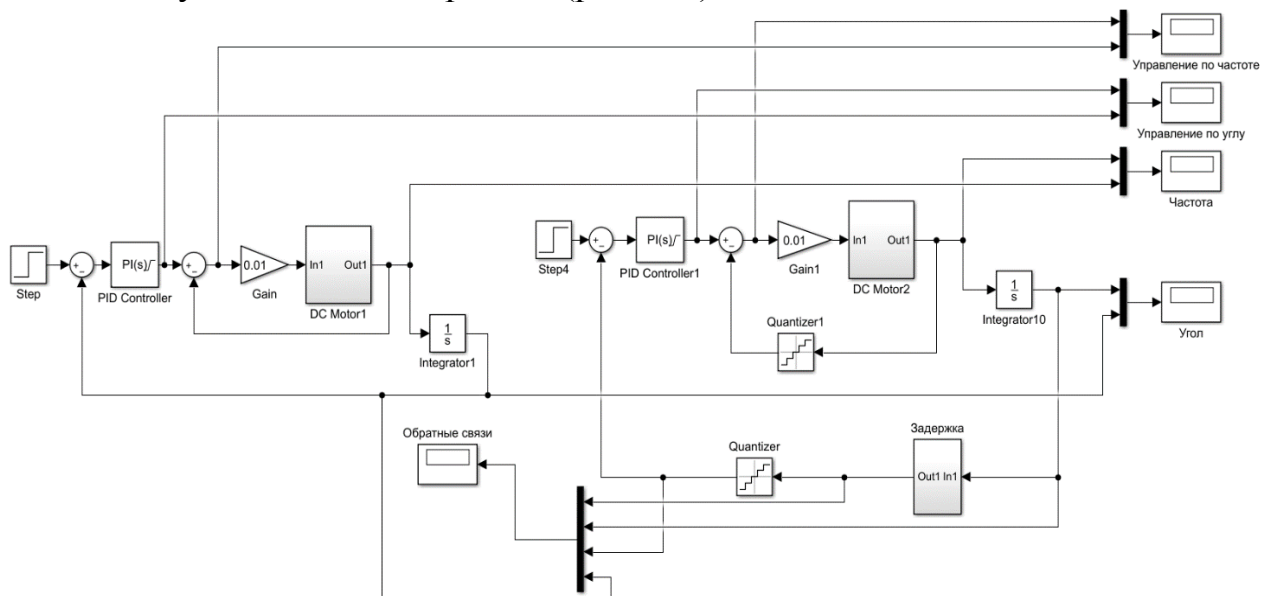 Управление по частоте
Управление по углу
Частота
Step
PI(s)
PID Controller
0.01
Gain
In1 Out1
DC Motor1
1
s
Integrator1
Step4
PI(s)
PID Controller1
0.01
Gain1
In1 Out1
DC Motor2
1
s
Integrator10
Quantizer1
Угол
Обратные связи
Quantizer
Задержка
Out1 In1